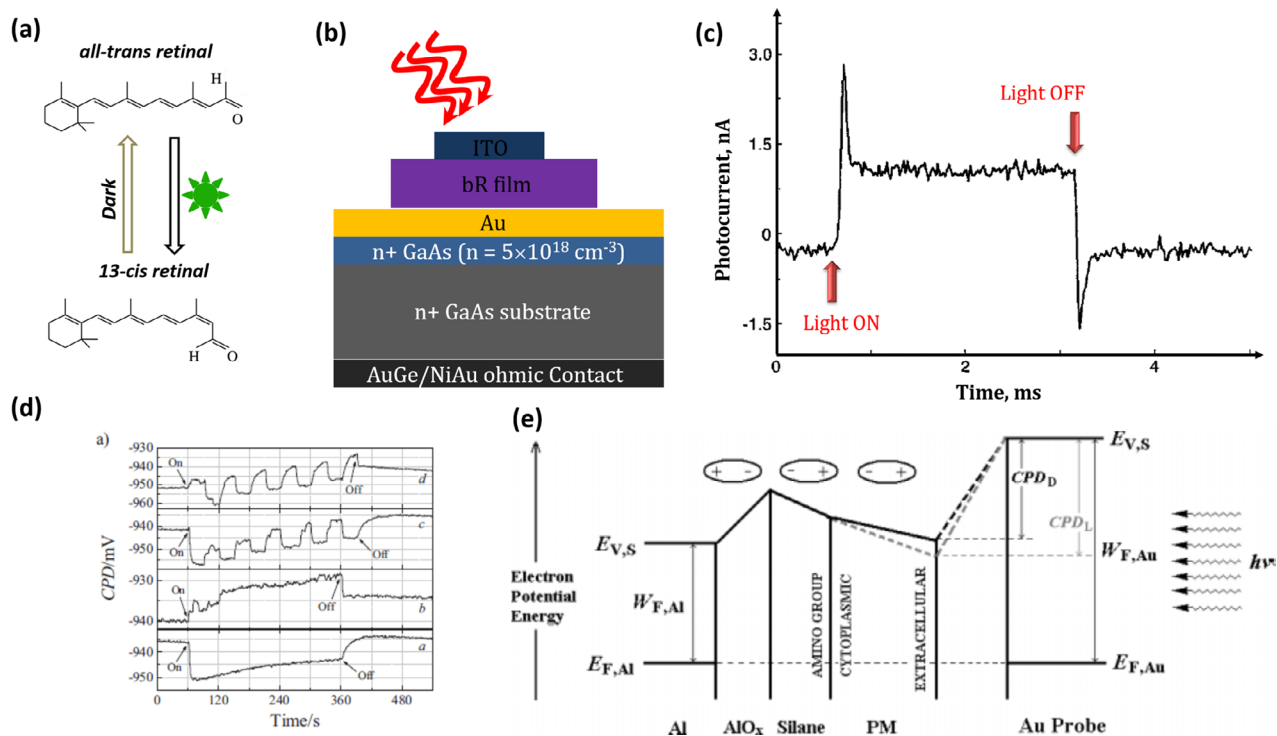 (a)
all-trans retinal
H
O
Dark
13-cis retinal
H
O
(b)
ITO
bR film
Au
n+ GaAs (n = 5×10¹⁸ cm⁻³)
n+ GaAs substrate
AuGe/NiAu ohmic Contact
(c)
Photocurrent, nA
3.0
1.5
0
-1.5
Light ON
Light OFF
0
2
4
Time, ms
(d)
a)
CPD/mV
-930
-940
-950
-960
On
Off
d
-940
-950
On
Off
c
-930
-940
On
Off
b
-940
-950
On
Off
a
0
120
240
360
480
Time/s
(e)
Electron
Potential
Energy
E_V,S
W_F,Al
E_F,Al
+ -
- +
- +
AMINO GROUP
CYTOPLASMIC
EXTRACELLULAR
E_V,S
CPD_D
CPD_L
W_F,Au
E_F,Au
hν
Al
AlOₓ
Silane
PM
Au Probe